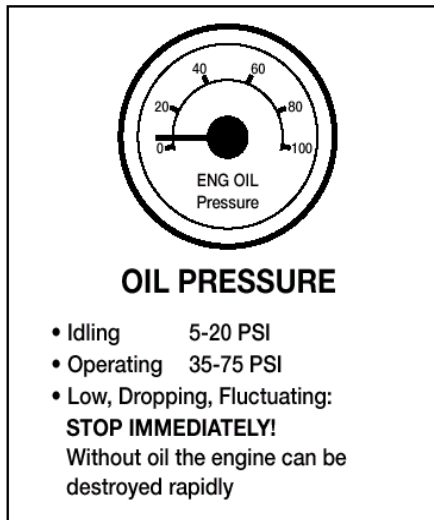 40 60
20 80
0 100
ENG OIL
Pressure
OIL PRESSURE
• Idling 5-20 PSI
• Operating 35-75 PSI
• Low, Dropping, Fluctuating:
STOP IMMEDIATELY!
Without oil the engine can be
destroyed rapidly